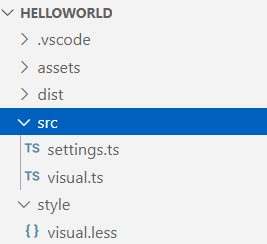 HELLOWORLD
.vscode
assets
dist
src
TS settings.ts
TS visual.ts
style
{} visual.less